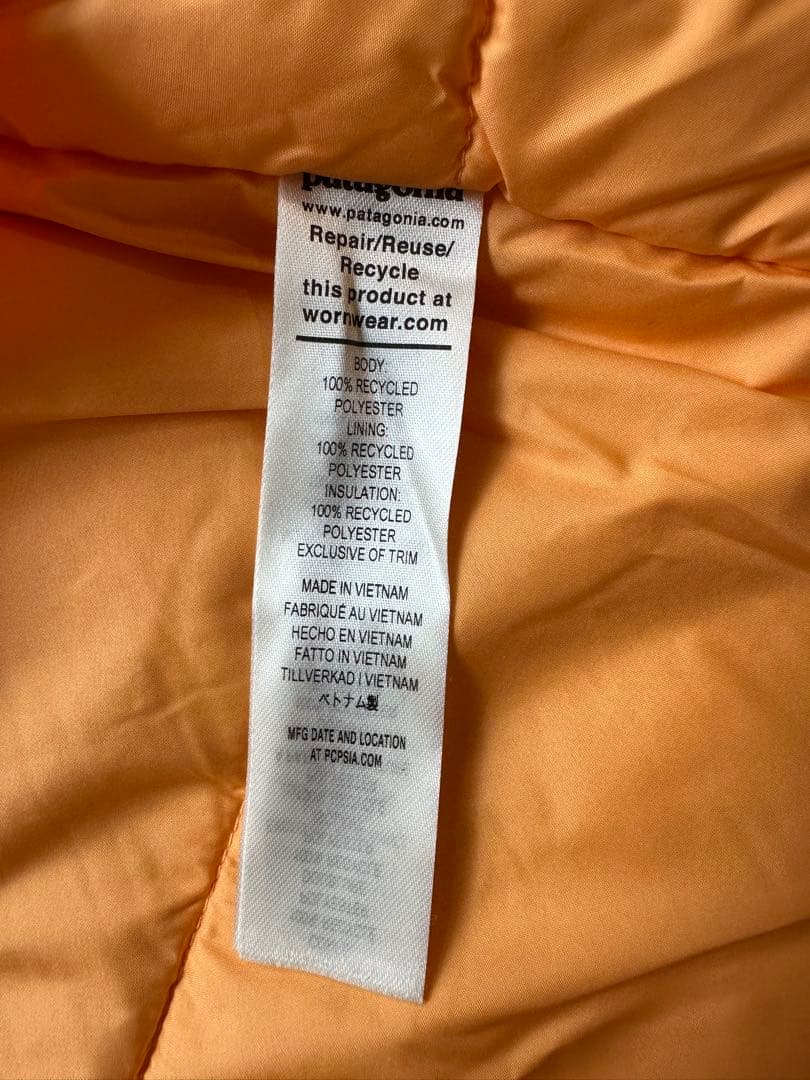 patagonia
www.patagonia.com
Repair/Reuse/
Recycle
this product at
wornwear.com
BODY:
100% RECYCLED
POLYESTER
LINING:
100% RECYCLED
POLYESTER
INSULATION:
100% RECYCLED
POLYESTER
EXCLUSIVE OF TRIM
MADE IN VIETNAM
FABRIQUÉ AU VIETNAM
HECHO EN VIETNAM
FATTO IN VIETNAM
TILLVERKAD I VIETNAM
ベトナム製
MFG DATE AND LOCATION
AT PCPSIA.COM